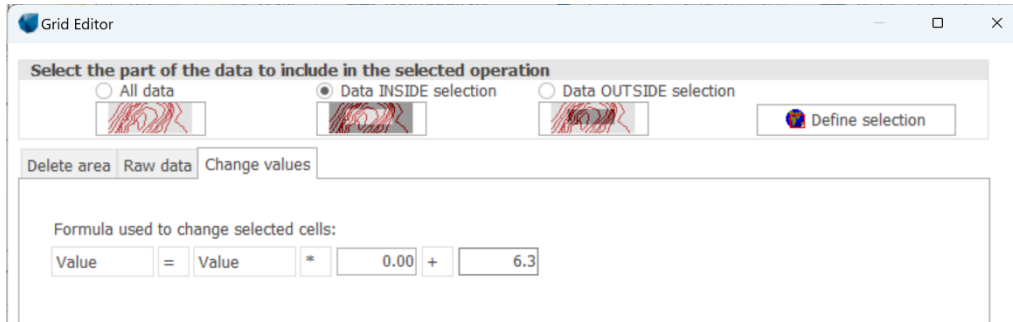 Grid Editor
Select the part of the data to include in the selected operation
All data Data INSIDE selection Data OUTSIDE selection
Define selection
Delete area Raw data Change values
Formula used to change selected cells:
Value = Value * 0.00 + 6.3